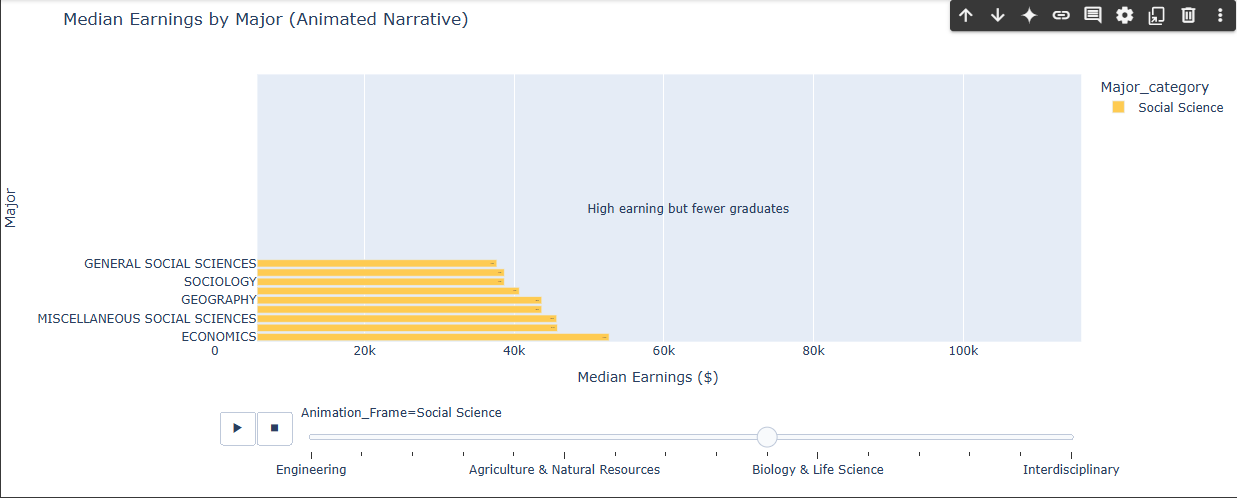 Median Earnings by Major (Animated Narrative)
Major_category
Social Science
Major
High earning but fewer graduates
GENERAL SOCIAL SCIENCES
SOCIOLOGY
GEOGRAPHY
MISCELLANEOUS SOCIAL SCIENCES
ECONOMICS
0 20k 40k 60k 80k 100k
Median Earnings ($)
Animation_Frame=Social Science
Engineering Agriculture & Natural Resources Biology & Life Science Interdisciplinary